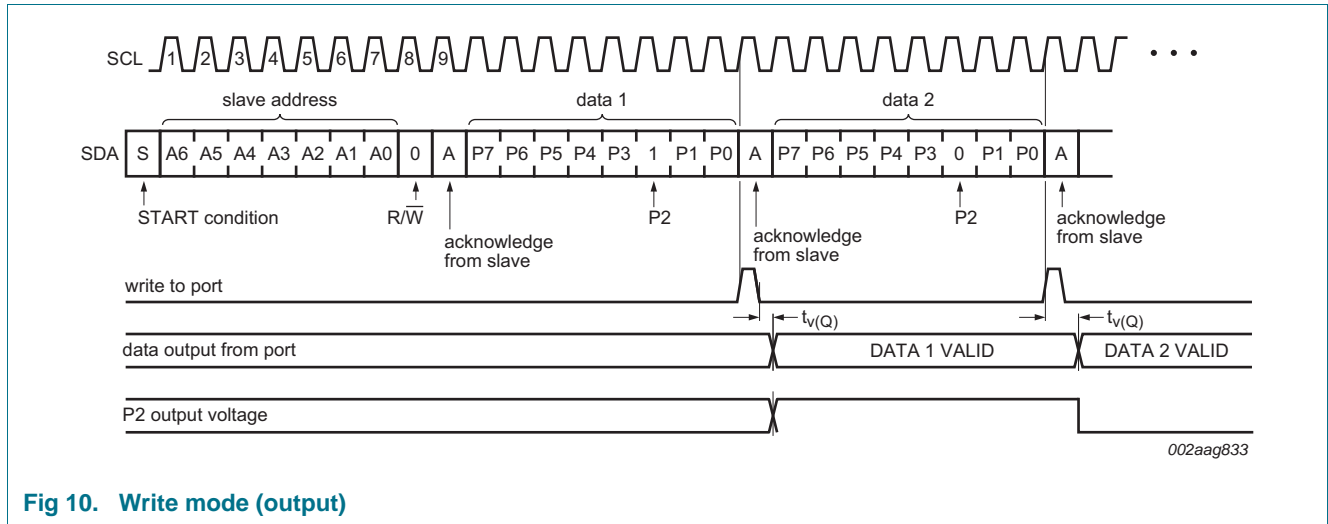 SCL 1 2 3 4 5 6 7 8 9 • • •
slave address data 1 data 2
SDA S A6 A5 A4 A3 A2 A1 A0 0 A P7 P6 P5 P4 P3 1 P1 P0 A P7 P6 P5 P4 P3 0 P1 P0 A
START condition R/W̅ acknowledge from slave P2 acknowledge from slave P2 acknowledge from slave
write to port
tv(Q) tv(Q)
data output from port DATA 1 VALID DATA 2 VALID
P2 output voltage
002aag833
Fig 10. Write mode (output)